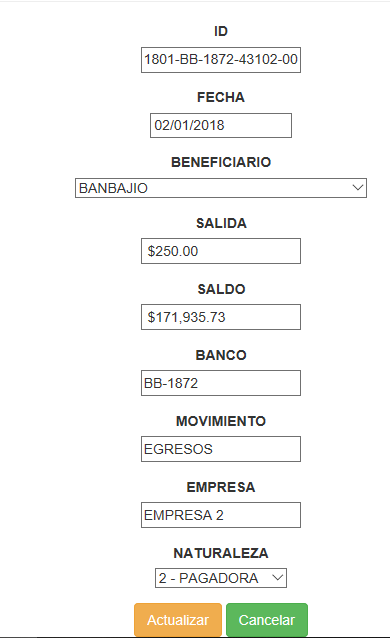 ID
1801-BB-1872-43102-00
FECHA
02/01/2018
BENEFICIARIO
BANBAJIO
SALIDA
$250.00
SALDO
$171,935.73
BANCO
BB-1872
MOVIMIENTO
EGRESOS
EMPRESA
EMPRESA 2
NATURALEZA
2 - PAGADORA
Actualizar Cancelar